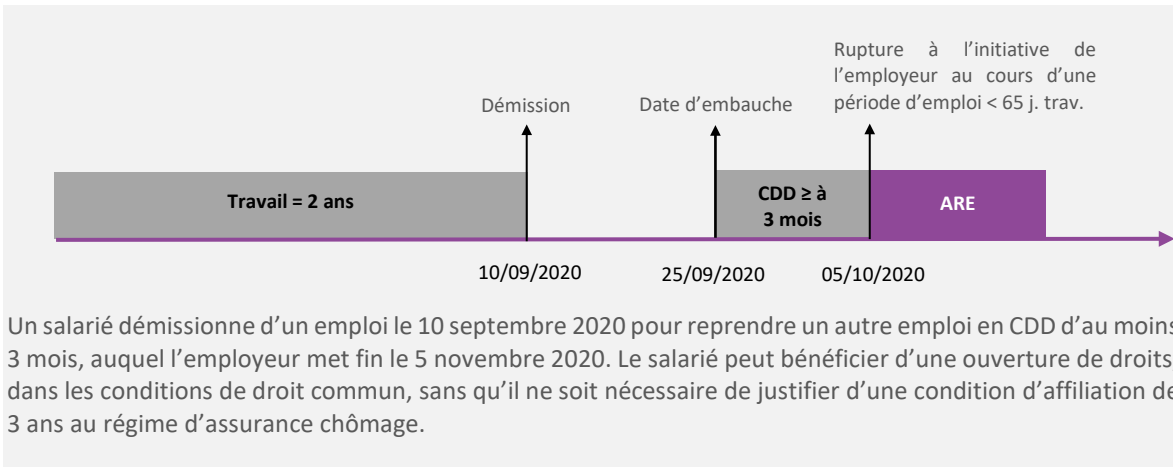 Rupture à l’initiative de
l’employeur au cours d’une
période d’emploi < 65 j. trav.
Démission
Date d’embauche
Travail = 2 ans
CDD ≥ à
3 mois
ARE
10/09/2020
25/09/2020
05/10/2020
Un salarié démissionne d’un emploi le 10 septembre 2020 pour reprendre un autre emploi en CDD d’au moins
3 mois, auquel l’employeur met fin le 5 novembre 2020. Le salarié peut bénéficier d’une ouverture de droits
dans les conditions de droit commun, sans qu’il ne soit nécessaire de justifier d’une condition d’affiliation de
3 ans au régime d’assurance chômage.